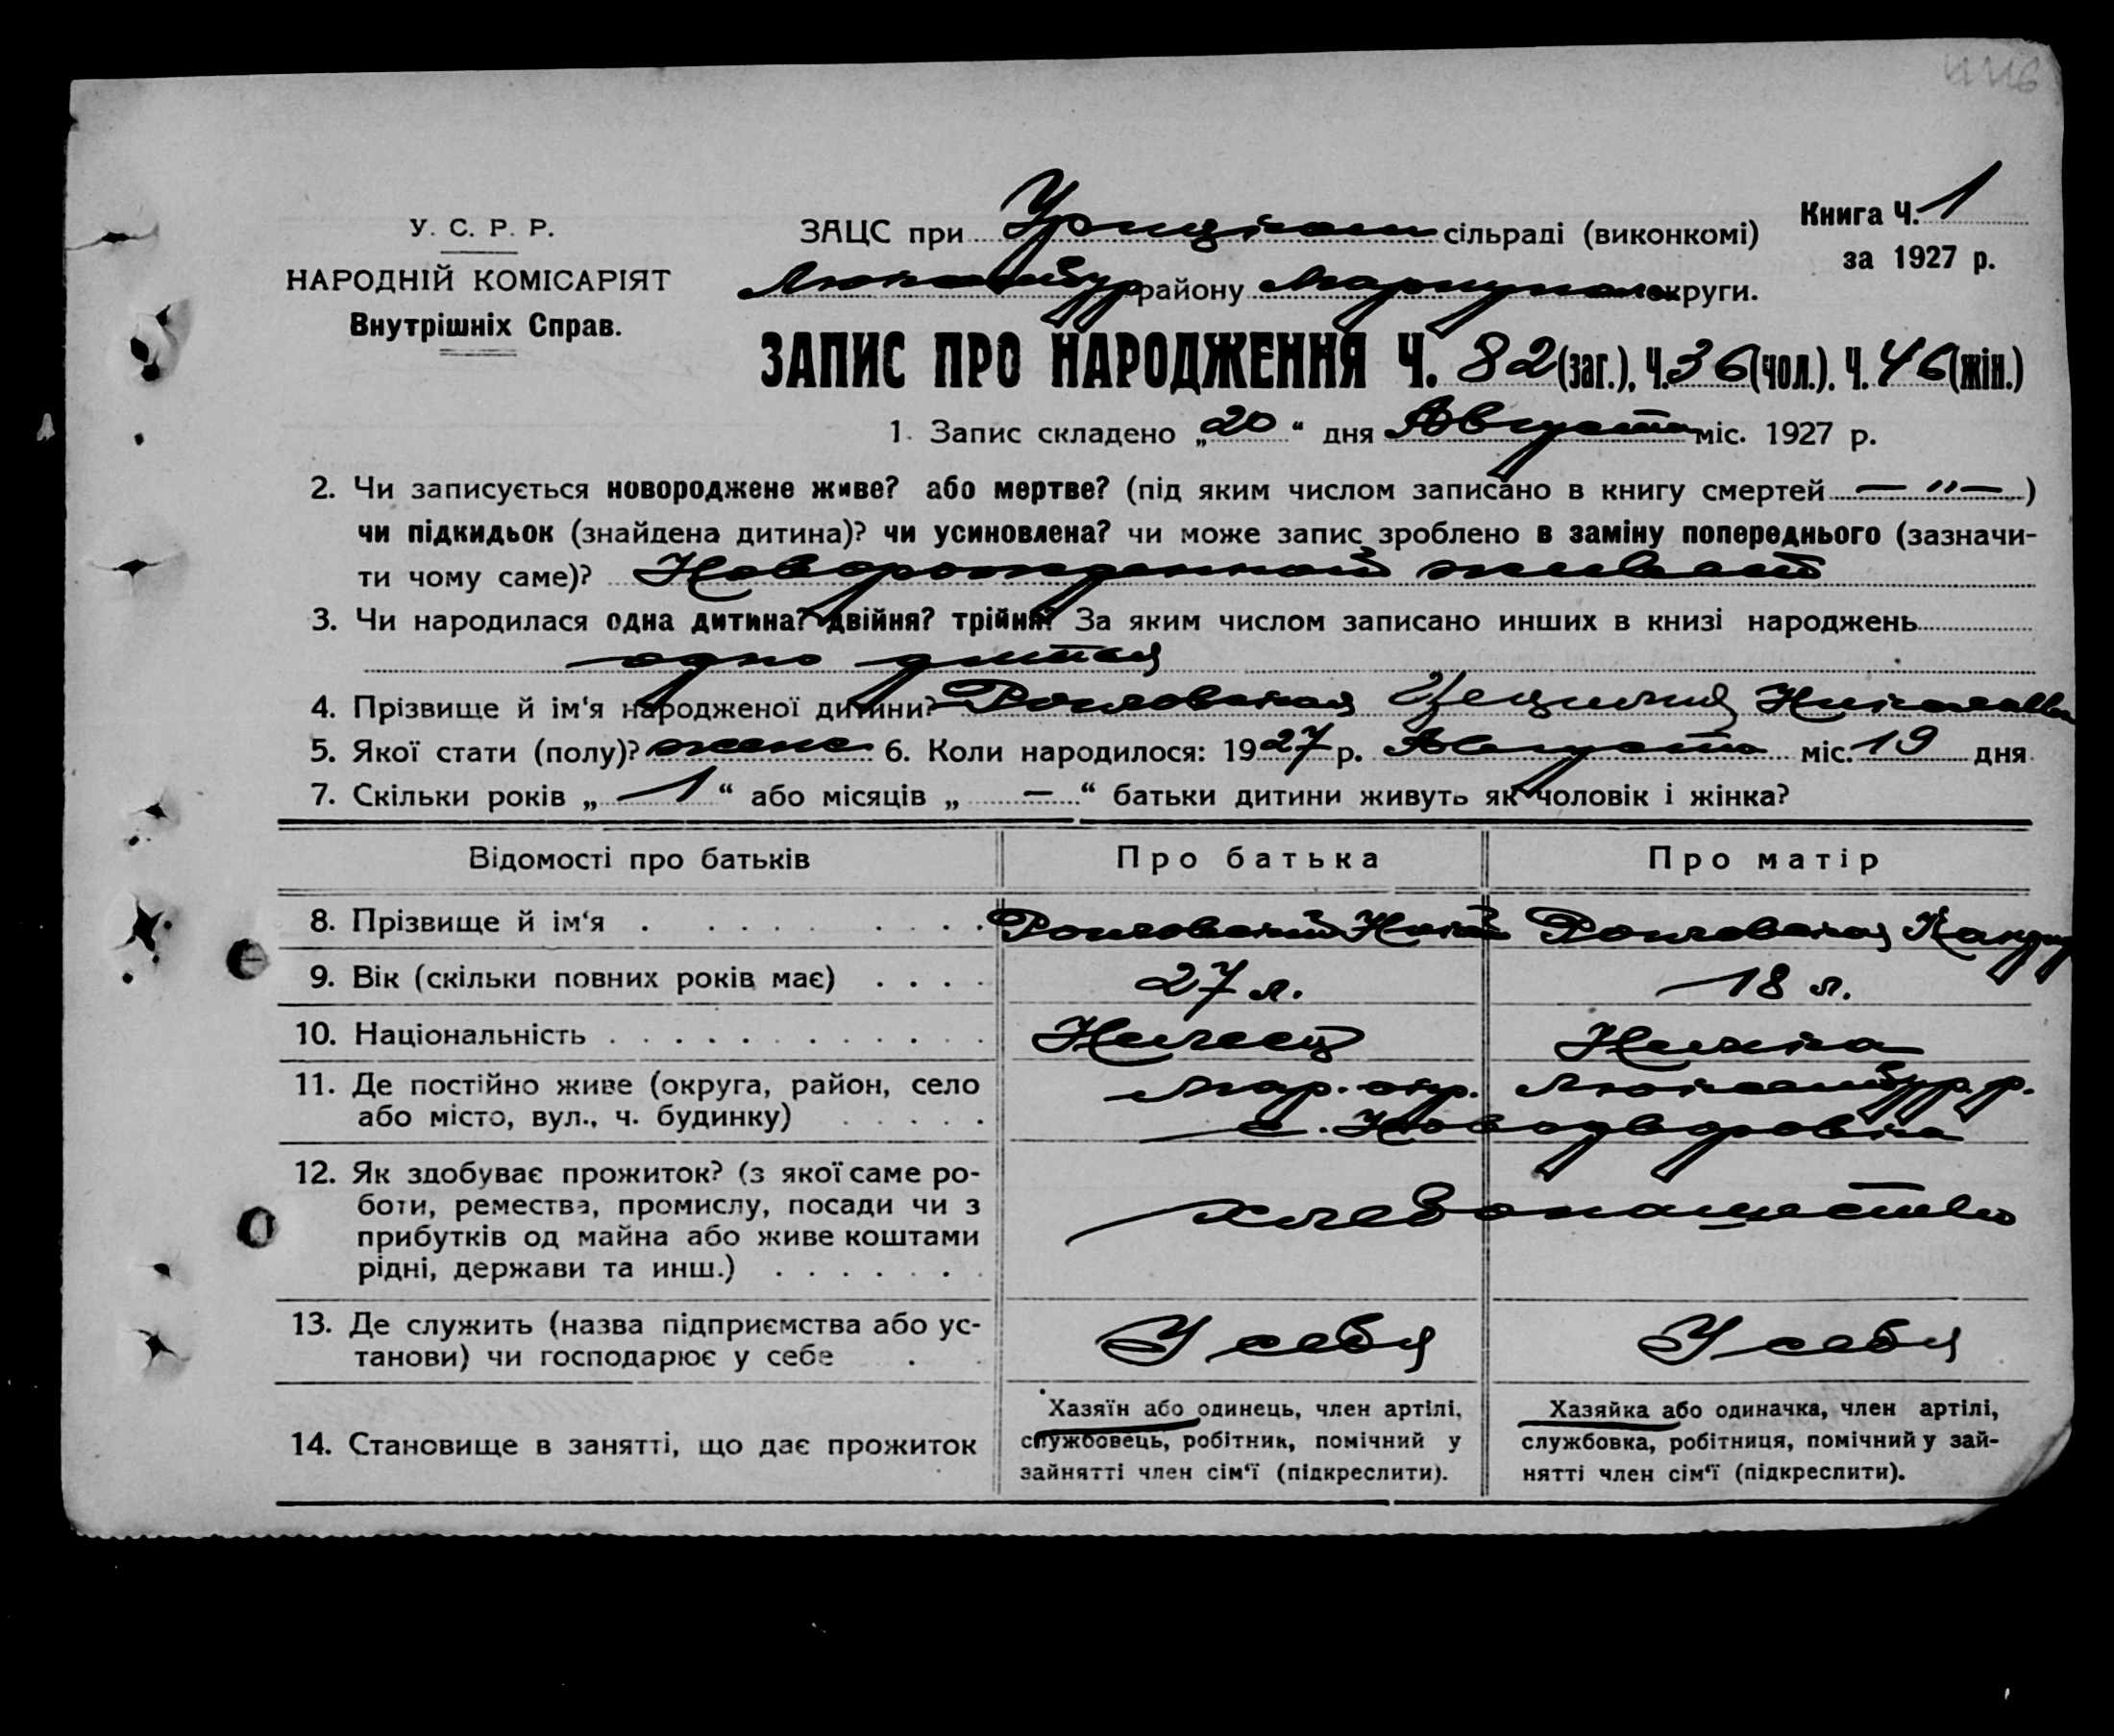 У. С. Р. Р.
НАРОДНІЙ КОМІСАРІЯТ
Внутрішніх Справ.
ЗАЦС при Урицком сільраді (виконкомі)
Люксембур району Мариупол округи.
Книга Ч. 1
за 1927 р.
ЗАПИС ПРО НАРОДЖЕННЯ Ч. 82 (заг.), Ч. 36 (чол.), Ч. 46 (жін.)
1. Запис складено „20“ дня Августа міс. 1927 р.
2. Чи записується новороджене живе? або мертве? (під яким числом записано в книгу смертей — „ —)
чи підкидьок (знайдена дитина)? чи усиновлена? чи може запис зроблено в заміну попереднього (зазначи-
ти чому саме)? Новорожденной живой
3. Чи народилася одна дитина? двійня? трійня? За яким числом записано инших в книзі народжень
одно дитя
4. Прізвище й ім‘я народженої дитини?
5. Якої стати (полу)? женс 6. Коли народилося: 1927 р. Августа міс. 19 дня
7. Скільки років „ 1 “ або місяців „ — “ батьки дитини живуть як чоловік і жінка?
Відомості про батьків Про батька Про матір
8. Прізвище й ім‘я
9. Вік (скільки повних років має) 27 л. 18 л.
10. Національність Немец Немка
11. Де постійно живе (округа, район, село Мар. окр. Люксембур. р.
або місто, вул., ч. будинку) с. Новодворовка
12. Як здобуває прожиток? (з якої саме ро-
боти, ремества, промислу, посади чи з хлебопашество
прибутків од майна або живе коштами
рідні, держави та инш.)
13. Де служить (назва підприємства або ус- У себя У себя
танови) чи господарює у себе
14. Становище в занятті, що дає прожиток
Хазяїн або одинець, член артілі,
службовець, робітник, помічний у
зайнятті член сім‘ї (підкреслити).
Хазяйка або одиначка, член артілі,
службовка, робітниця, помічний у зай-
нятті член сім‘ї (підкреслити).